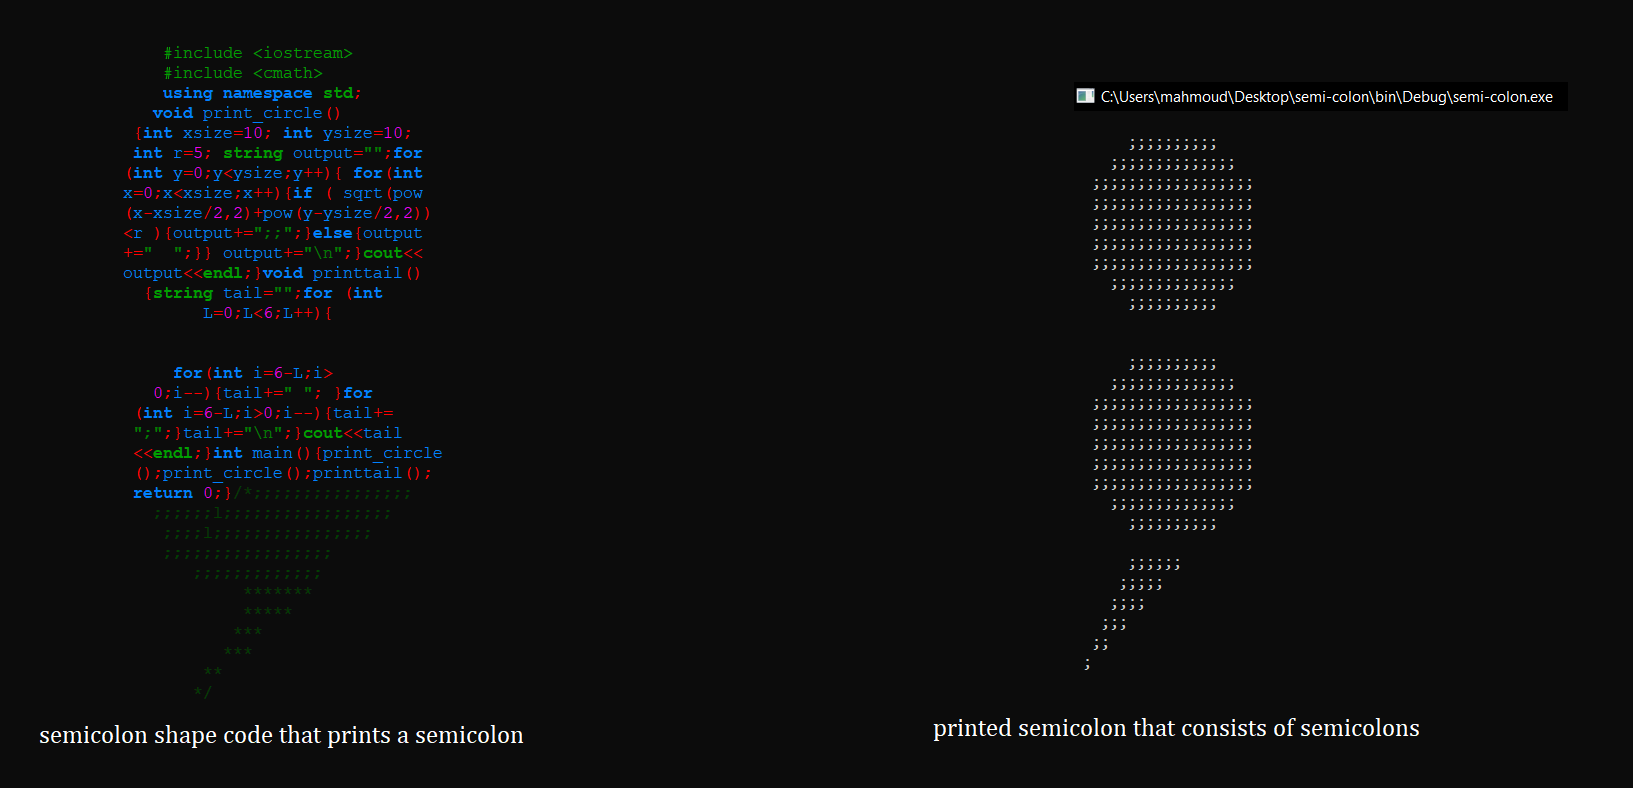 #include <iostream>
#include <cmath>
using namespace std;
void print_circle()
{int xsize=10; int ysize=10;
int r=5; string output="";for
(int y=0;y<ysize;y++){ for(int
x=0;x<xsize;x++){if ( sqrt(pow
(x-xsize/2,2)+pow(y-ysize/2,2))
<r ){output+=";;";}else{output
+="  ";}} output+="\n";}cout<<
output<<endl;}void printtail()
{string tail="";for (int
L=0;L<6;L++){
for(int i=6-L;i>
0;i--){tail+=" "; }for
(int i=6-L;i>0;i--){tail+=
";";}tail+="\n";}cout<<tail
<<endl;}int main(){print_circle
();print_circle();printtail();
return 0;}/*;;;;;;;;;;;;;;;;
;;;;;;l;;;;;;;;;;;;;;;;;
;;;;l;;;;;;;;;;;;;;;;
;;;;;;;;;;;;;;;;;
;;;;;;;;;;;;;
*******
*****
***
***
**
*/
semicolon shape code that prints a semicolon
C:\Users\mahmoud\Desktop\semi-colon\bin\Debug\semi-colon.exe
;;;;;;;;;;
;;;;;;;;;;;;;;
;;;;;;;;;;;;;;;;;;
;;;;;;;;;;;;;;;;;;
;;;;;;;;;;;;;;;;;;
;;;;;;;;;;;;;;;;;;
;;;;;;;;;;;;;;;;;;
;;;;;;;;;;;;;;
;;;;;;;;;;
;;;;;;;;;;
;;;;;;;;;;;;;;
;;;;;;;;;;;;;;;;;;
;;;;;;;;;;;;;;;;;;
;;;;;;;;;;;;;;;;;;
;;;;;;;;;;;;;;;;;;
;;;;;;;;;;;;;;;;;;
;;;;;;;;;;;;;;
;;;;;;;;;;
;;;;;;
;;;;;
;;;;
;;;
;;
;
printed semicolon that consists of semicolons